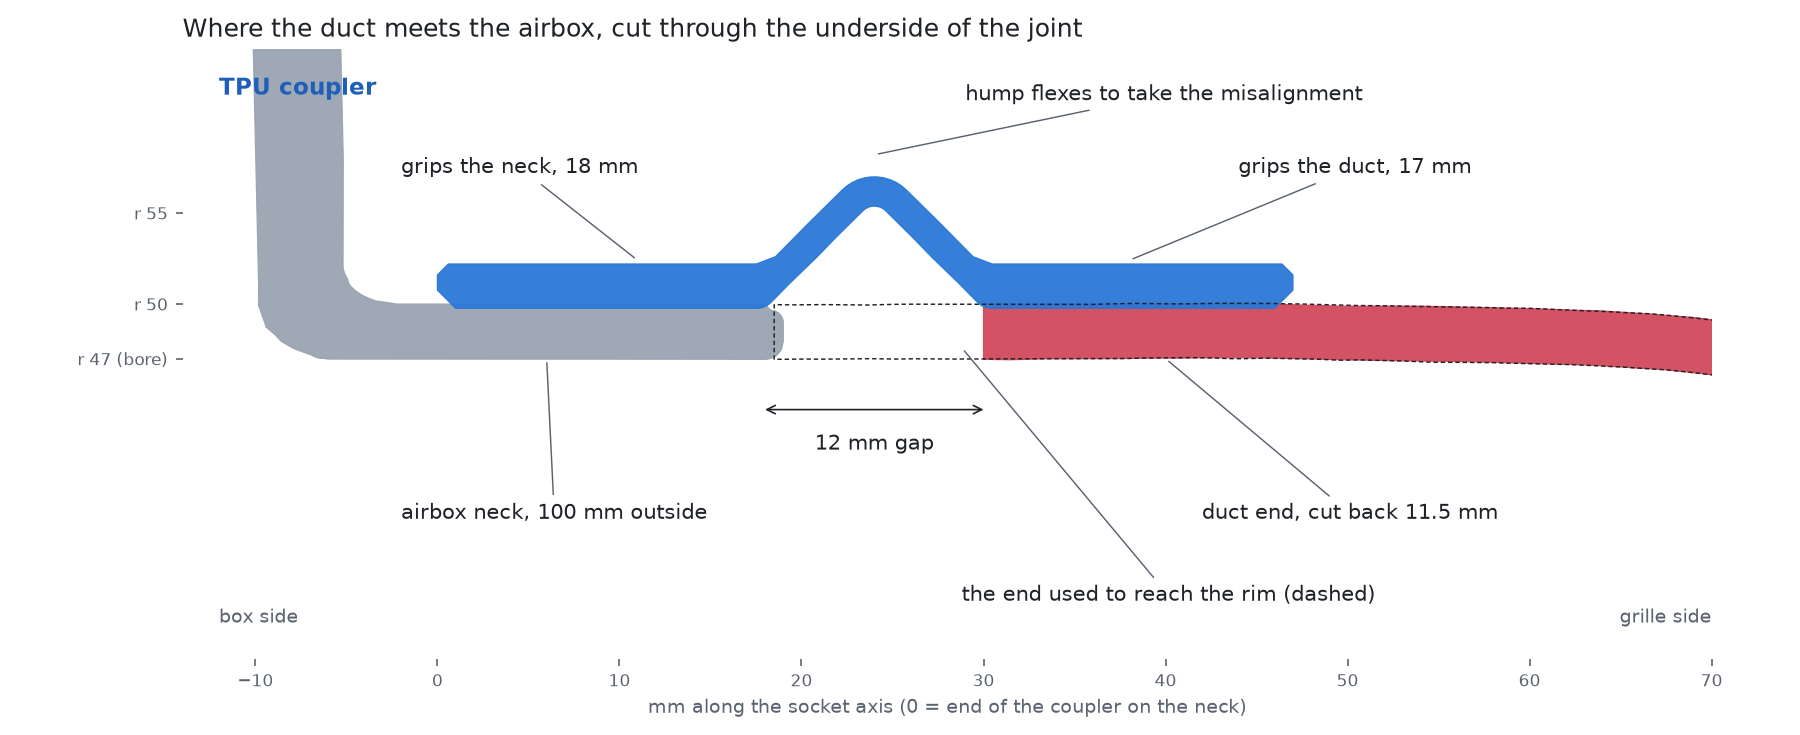 Where the duct meets the airbox, cut through the underside of the joint
TPU coupler
hump flexes to take the misalignment
grips the neck, 18 mm
grips the duct, 17 mm
r 55
r 50
r 47 (bore)
12 mm gap
airbox neck, 100 mm outside
duct end, cut back 11.5 mm
the end used to reach the rim (dashed)
box side
grille side
−10 0 10 20 30 40 50 60 70
mm along the socket axis (0 = end of the coupler on the neck)